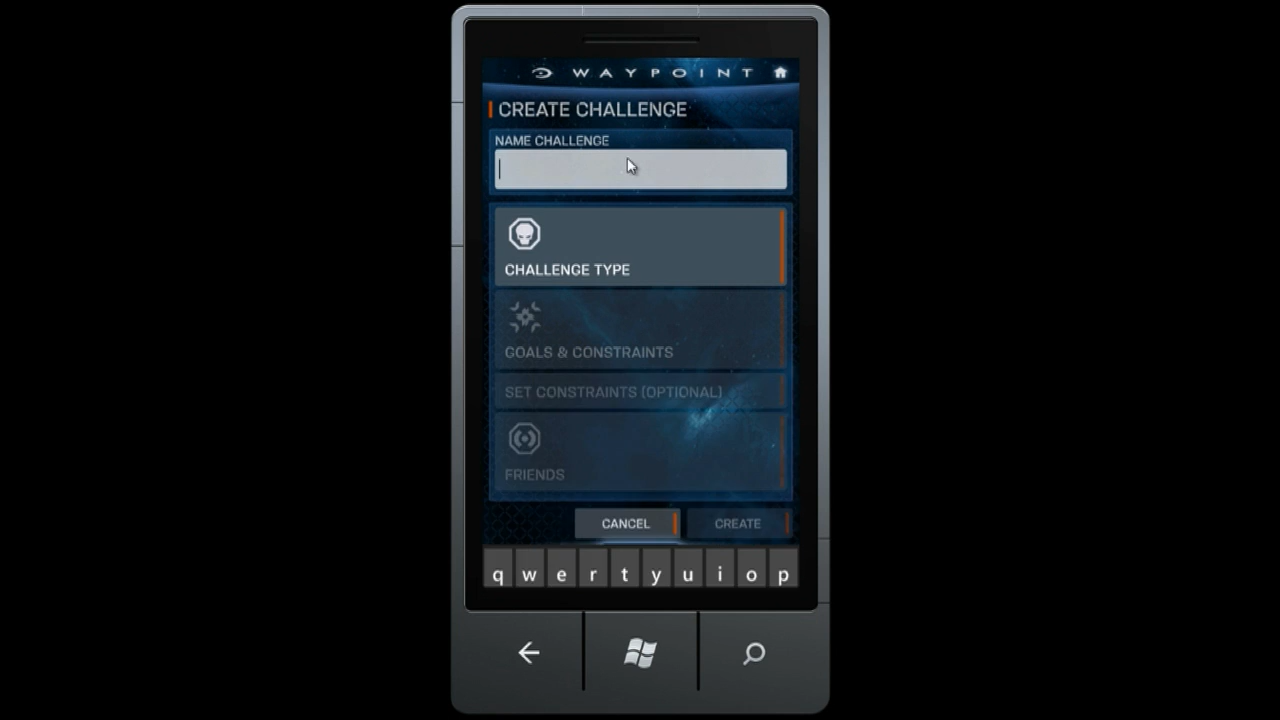 WAYPOINT
CREATE CHALLENGE
NAME CHALLENGE
CHALLENGE TYPE
GOALS & CONSTRAINTS
SET CONSTRAINTS (OPTIONAL)
FRIENDS
CANCEL CREATE
q w e r t y u i o p